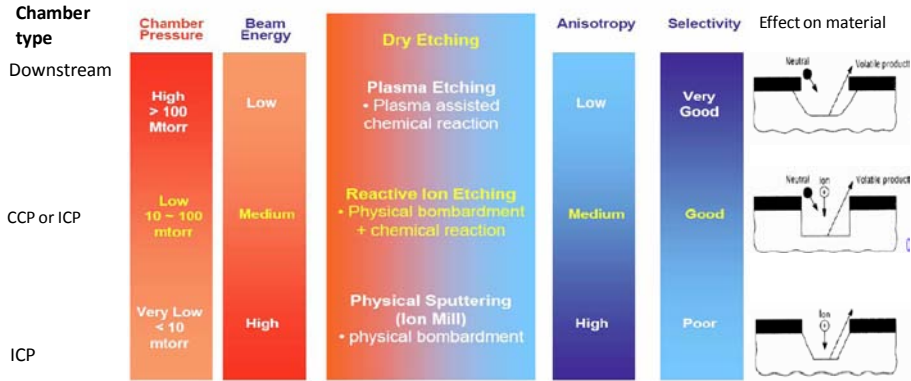 Chamber type
Chamber Pressure
Beam Energy
Dry Etching
Anisotropy
Selectivity
Effect on material
Downstream
High
> 100
Mtorr
Low
Plasma Etching
• Plasma assisted
chemical reaction
Low
Very
Good
Neutral
Volatile product
CCP or ICP
Low
10 ~ 100
mtorr
Medium
Reactive Ion Etching
• Physical bombardment
+ chemical reaction
Medium
Good
Neutral
Ion
Volatile produc
ICP
Very Low
< 10
mtorr
High
Physical Sputtering
(Ion Mill)
• physical bombardment
High
Poor
Ion